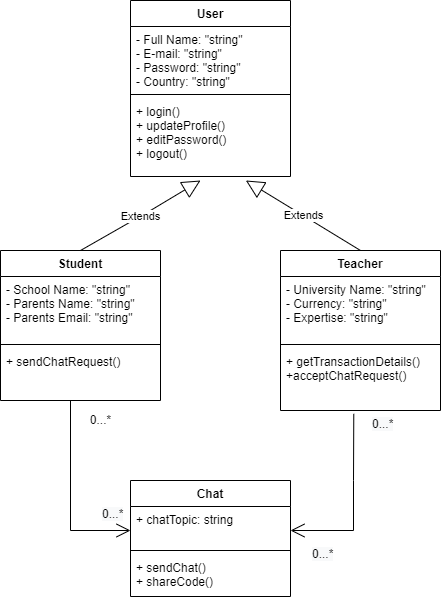 User
- Full Name: "string"
- E-mail: "string"
- Password: "string"
- Country: "string"
+ login()
+ updateProfile()
+ editPassword()
+ logout()
Extends
Extends
Student
- School Name: "string"
- Parents Name: "string"
- Parents Email: "string"
+ sendChatRequest()
Teacher
- University Name: "string"
- Currency: "string"
- Expertise: "string"
+ getTransactionDetails()
+acceptChatRequest()
0...*
0...*
0...*
0...*
Chat
+ chatTopic: string
+ sendChat()
+ shareCode()